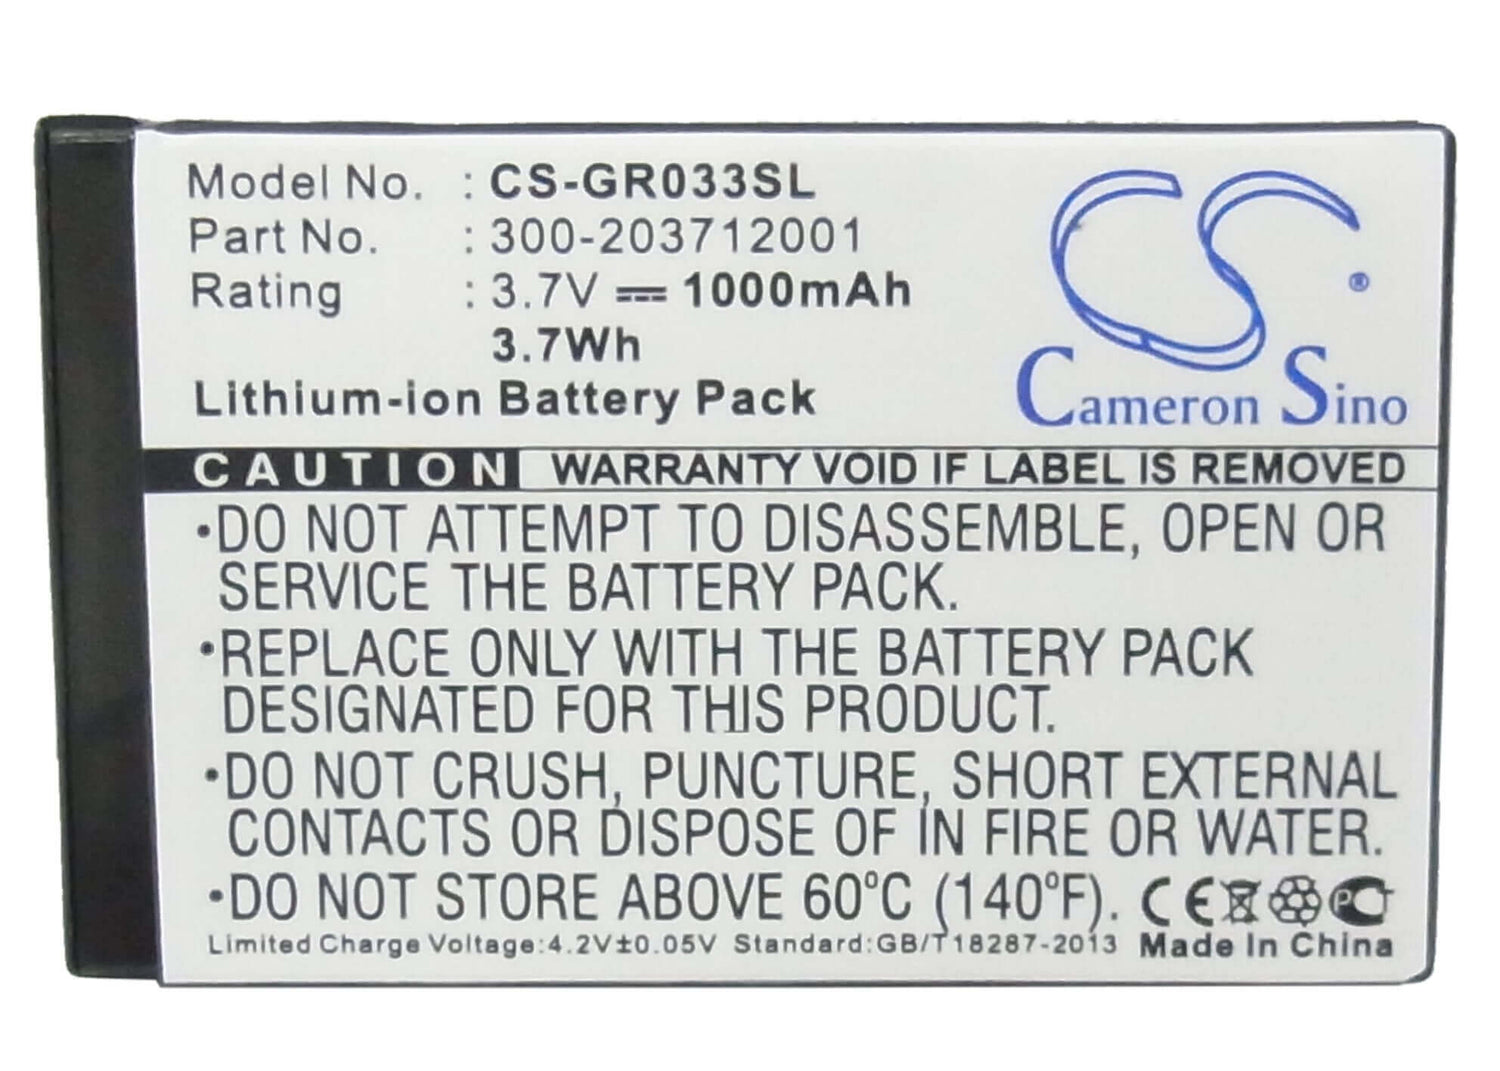 Model No. : CS-GR033SL
Part No. : 300-203712001
Rating : 3.7V 1000mAh
3.7Wh
Lithium-ion Battery Pack
CS ®
Cameron Sino
CAUTION WARRANTY VOID IF LABEL IS REMOVED
•DO NOT ATTEMPT TO DISASSEMBLE, OPEN OR
SERVICE THE BATTERY PACK.
•REPLACE ONLY WITH THE BATTERY PACK
DESIGNATED FOR THIS PRODUCT.
•DO NOT CRUSH, PUNCTURE, SHORT EXTERNAL
CONTACTS OR DISPOSE OF IN FIRE OR WATER.
•DO NOT STORE ABOVE 60°C (140°F). CE
Limited Charge Voltage:4.2V±0.05V Standard:GB/T18287-2013 Made In China